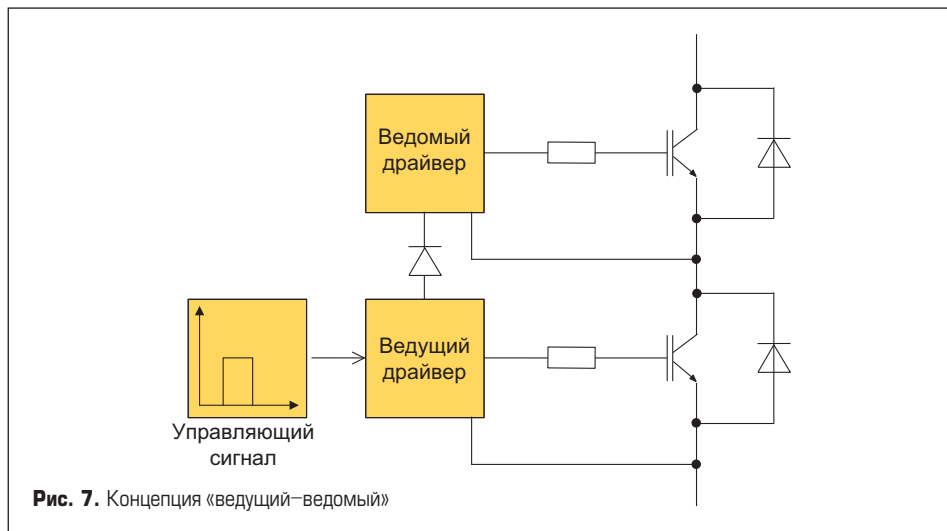 Ведомый
драйвер
Ведущий
драйвер
Управляющий
сигнал
Рис. 7. Концепция «ведущий–ведомый»